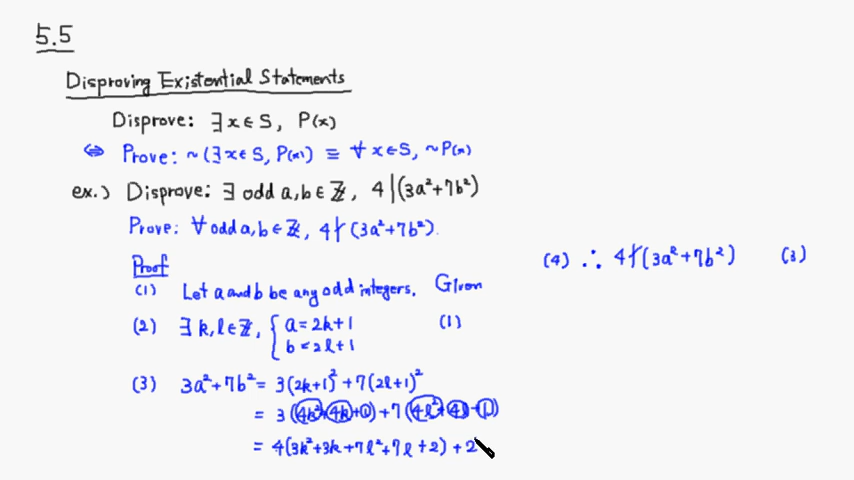 5.5
Disproving Existential Statements
Disprove: ∃x∈S, P(x)
⇔ Prove: ~(∃x∈S, P(x)) ≡ ∀x∈S, ~P(x)
ex.) Disprove: ∃ odd a,b∈ℤ, 4|(3a²+7b²)
Prove: ∀ odd a,b∈ℤ, 4∤(3a²+7b²).
Proof
(1) Let a and b be any odd integers. Given
(2) ∃k,l∈ℤ, { a=2k+1 (1)
b=2l+1
(3) 3a²+7b² = 3(2k+1)²+7(2l+1)²
= 3(4k²+4k+1)+7(4l²+4l+1)
= 4(3k²+3k+7l²+7l+2)+2
(4) ∴ 4∤(3a²+7b²) (3)